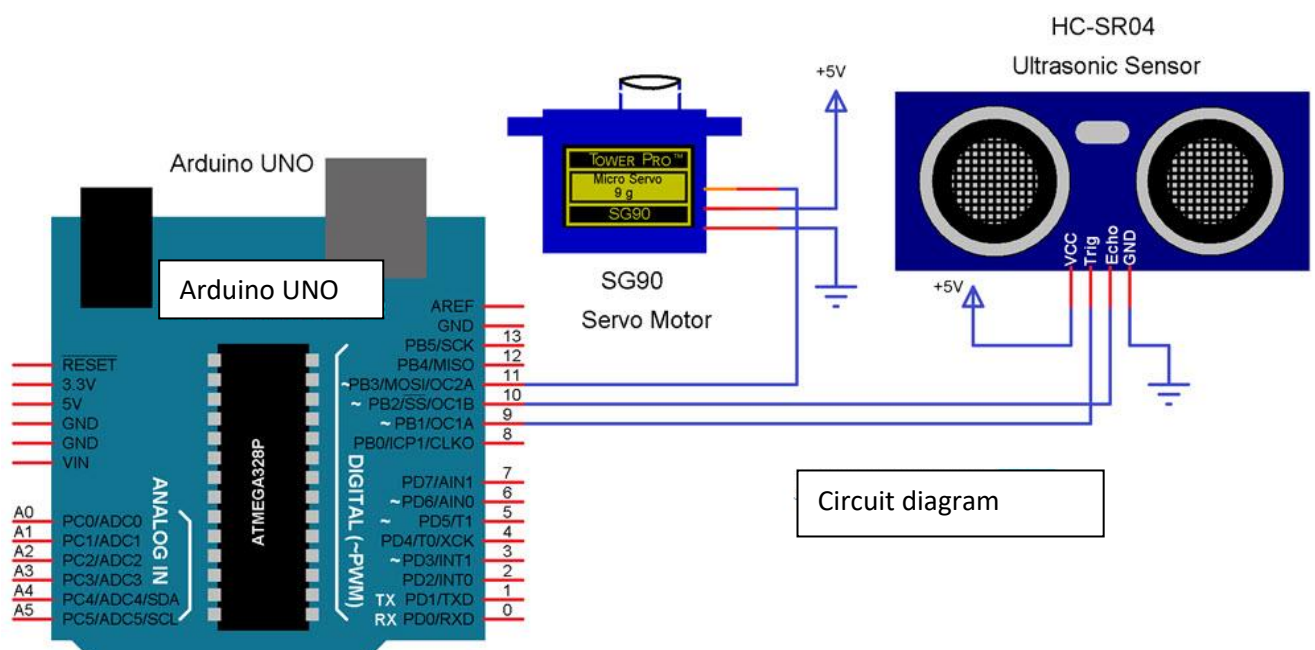 HC-SR04
Ultrasonic Sensor
+5V
Arduino UNO
TOWER PRO™
Micro Servo
9 g
SG90
VCC
Trig
Echo
GND
+5V
SG90
Servo Motor
Arduino UNO
RESET
3.3V
5V
GND
GND
VIN
A0 PC0/ADC0
A1 PC1/ADC1
A2 PC2/ADC2
A3 PC3/ADC3
A4 PC4/ADC4/SDA
A5 PC5/ADC5/SCL
ANALOG IN
ATMEGA328P
DIGITAL (~PWM)
AREF
GND
PB5/SCK 13
PB4/MISO 12
~PB3/MOSI/OC2A 11
~ PB2/SS/OC1B 10
~ PB1/OC1A 9
PB0/ICP1/CLKO 8
PD7/AIN1 7
~PD6/AIN0 6
~ PD5/T1 5
PD4/T0/XCK 4
~PD3/INT1 3
PD2/INT0 2
TX PD1/TXD 1
RX PD0/RXD 0
Circuit diagram